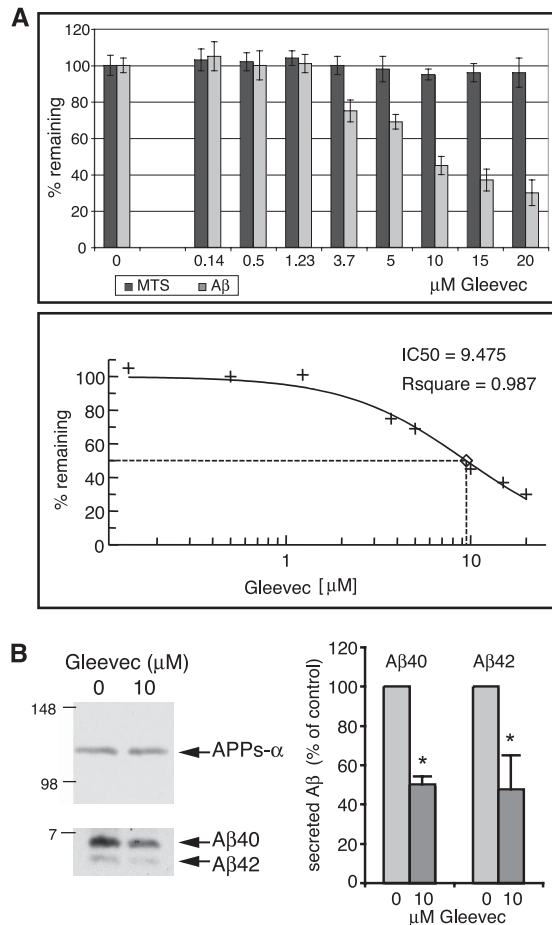 A
120
100
80
60
40
20
0
% remaining
0 0.14 0.5 1.23 3.7 5 10 15 20
MTS Aβ
μM Gleevec
IC50 = 9.475
Rsquare = 0.987
100
80
60
40
20
0
% remaining
0 1 10
Gleevec [μM]
B
Gleevec (μM)
0 10
148
APPs-α
98
7
Aβ40
Aβ42
120
100
80
60
40
20
0
secreted Aβ (% of control)
Aβ40 Aβ42
* *
0 10 0 10
μM Gleevec